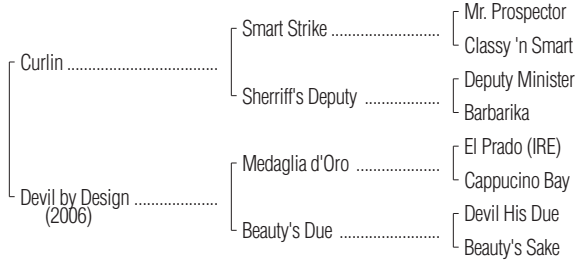 Mr. Prospector
Smart Strike ......................
Classy 'n Smart
Curlin ..............................
Deputy Minister
Sherriff's Deputy ...............
Barbarika
El Prado (IRE)
Medaglia d'Oro .................
Cappucino Bay
Devil by Design .................
(2006)
Devil His Due
Beauty's Due ....................
Beauty's Sake